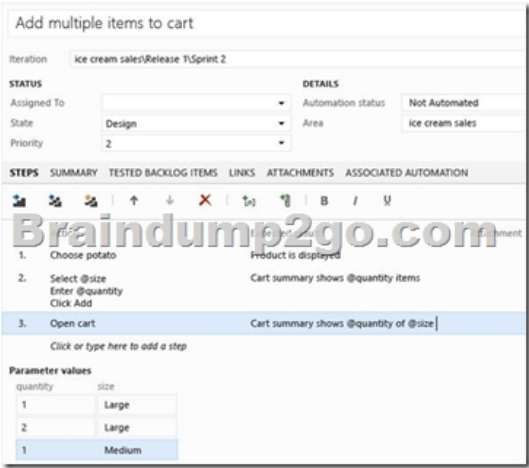 Add multiple items to cart
Iteration ice cream sales\Release 1\Sprint 2
STATUS DETAILS
Assigned To Automation status Not Automated
State Design Area ice cream sales
Priority 2
STEPS SUMMARY TESTED BACKLOG ITEMS LINKS ATTACHMENTS ASSOCIATED AUTOMATION
B I U
Braindump2go.com
1. Choose potato Product is displayed
2. Select @size Cart summary shows @quantity items
Enter @quantity
Click Add
3. Open cart Cart summary shows @quantity of @size
Click or type here to add a step
Parameter values
quantity size
1 Large
2 Large
1 Medium